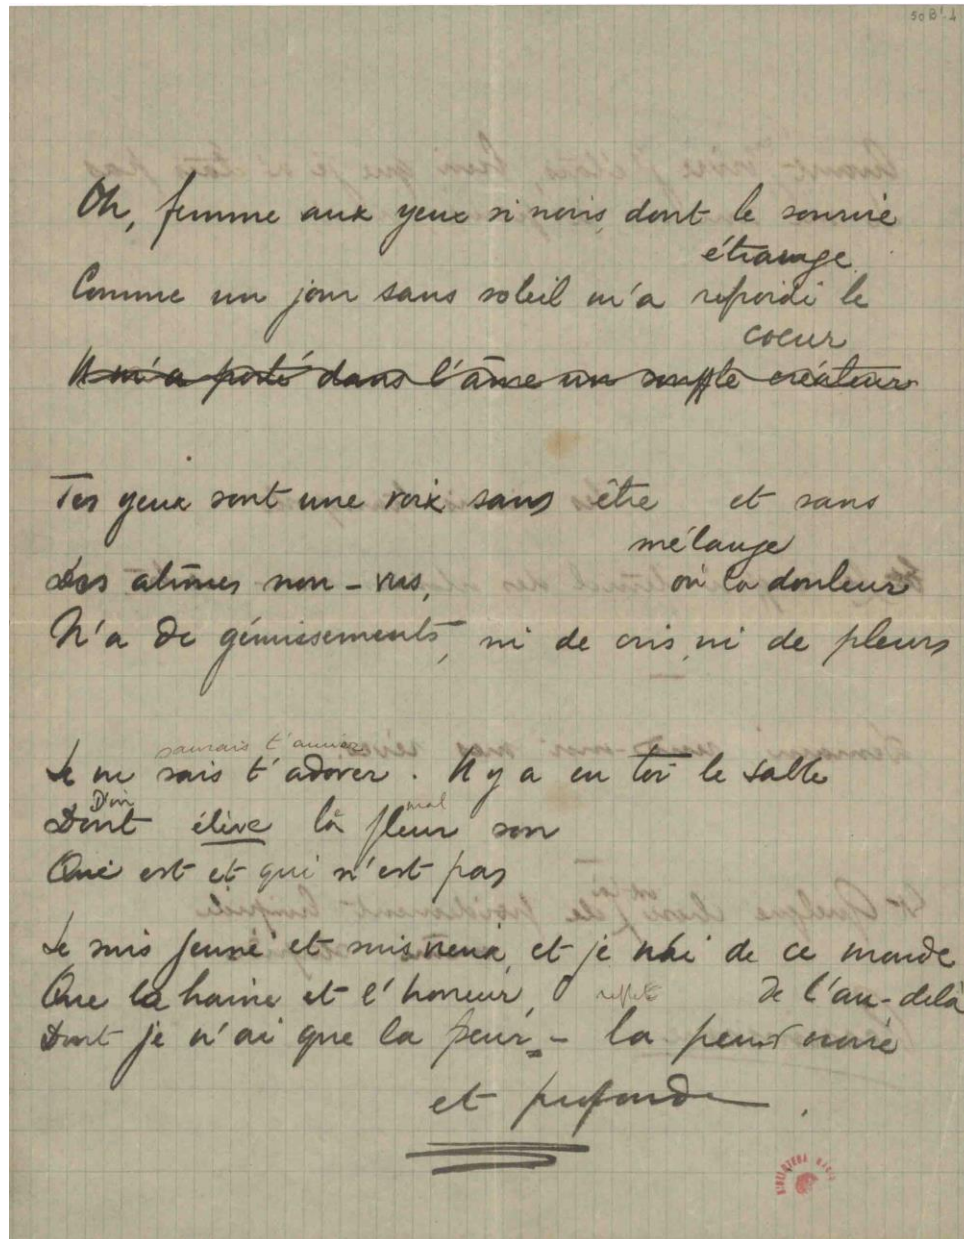 50B¹-1
Oh, femme aux yeux si noirs, dont le sourire
étrange
Comme un jour sans soleil m'a refroidi le
coeur
Il m'a porté dans l'âme un souffle créateur
Tes yeux sont une voix sans être et sans
mélange
Des abîmes non-vus, où la douleur
N'a de gémissements, ni de cris, ni de pleurs
saurais t'aimer
Je ne sais t'adorer. Il y a en toi le sable
D'où mal
Dont élève la fleur son
Qui est et qui n'est pas
Je suis jeune et suis vieux, et je n'ai de ce monde
Que la haine et l'horreur, reflet de l'au-delà
Dont je n'ai que la peur, - la peur noire
et profonde.